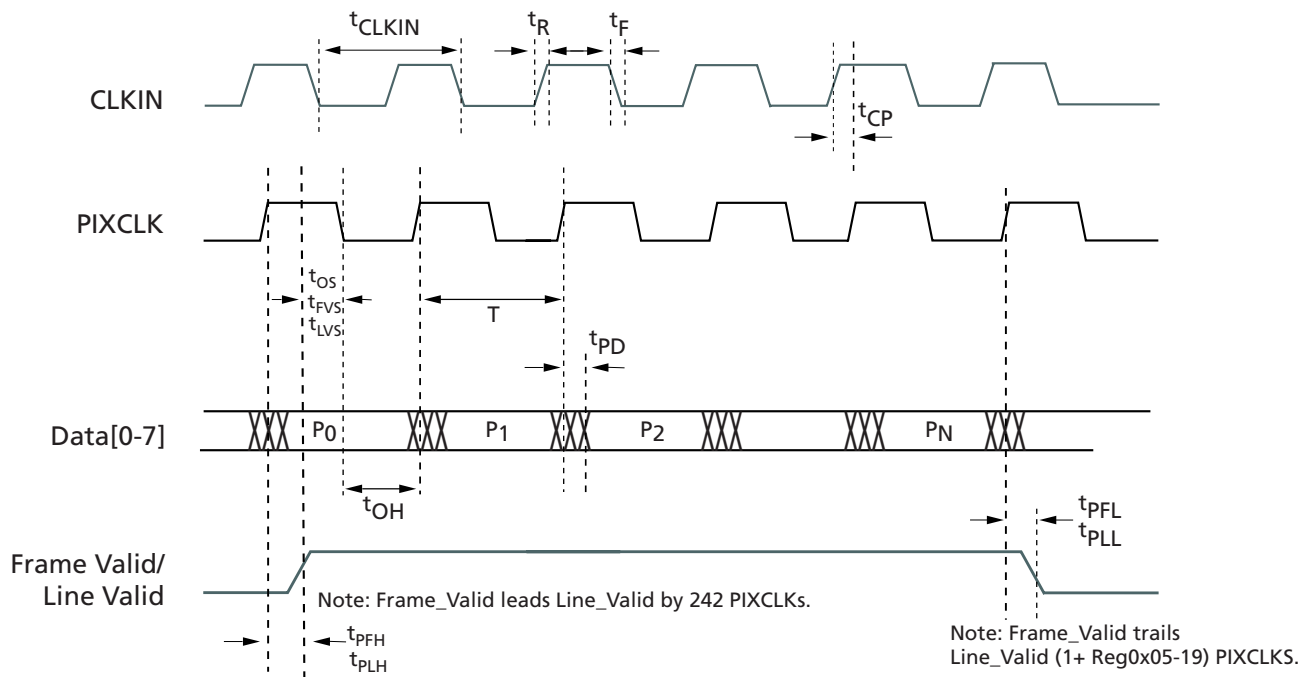 tCLKIN
tR
tF
CLKIN
tCP
PIXCLK
tOS
tFVS
tLVS
T
tPD
Data[0-7]
P0
P1
P2
PN
tOH
tPFL
tPLL
Frame Valid/
Line Valid
Note: Frame_Valid leads Line_Valid by 242 PIXCLKs.
tPFH
tPLH
Note: Frame_Valid trails
Line_Valid (1+ Reg0x05-19) PIXCLKS.